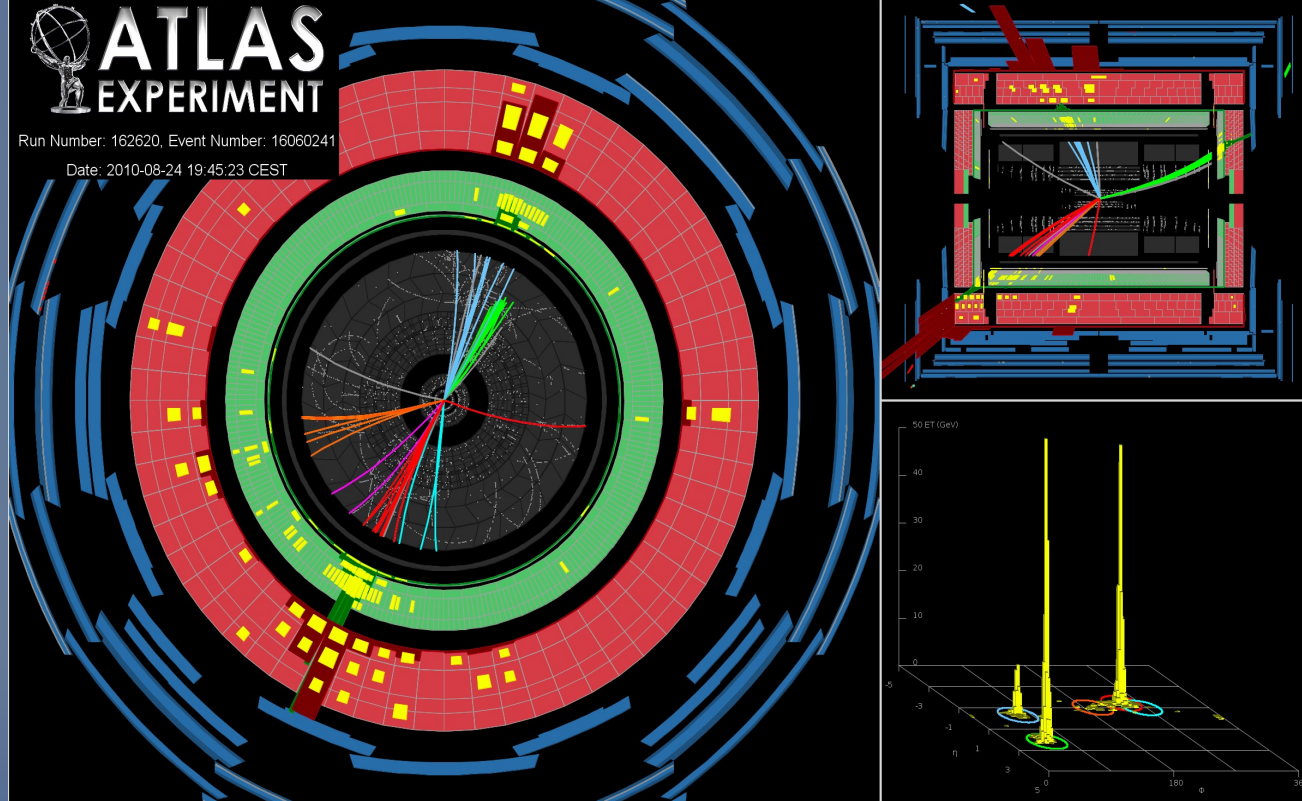 ATLAS
EXPERIMENT
Run Number: 162620, Event Number: 16060241
Date: 2010-08-24 19:45:23 CEST
50 ET (GeV)
40
30
20
10
0
-5
-3
-1
η 1
3
5
0
180
Φ
36